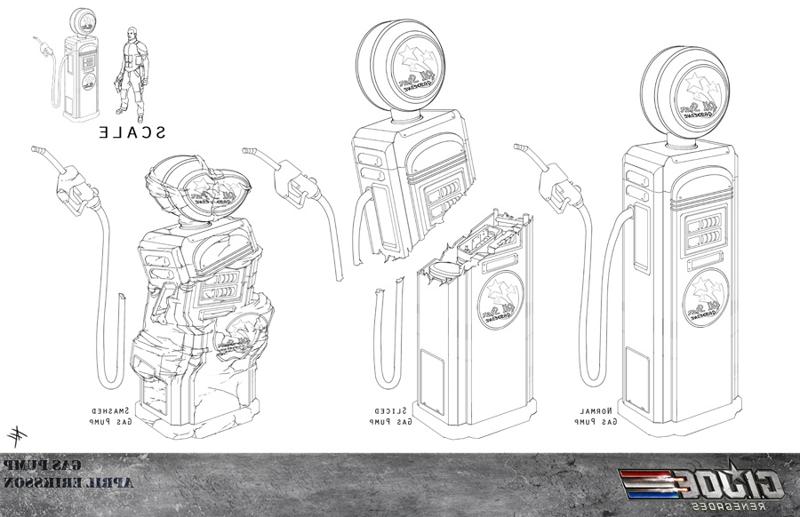 SCALE
Smashed
Gas Pump
Sliced
Gas Pump
Normal
Gas Pump
GAS PUMP
APRIL ERIKSSON
G.I.JOE
RENEGADES